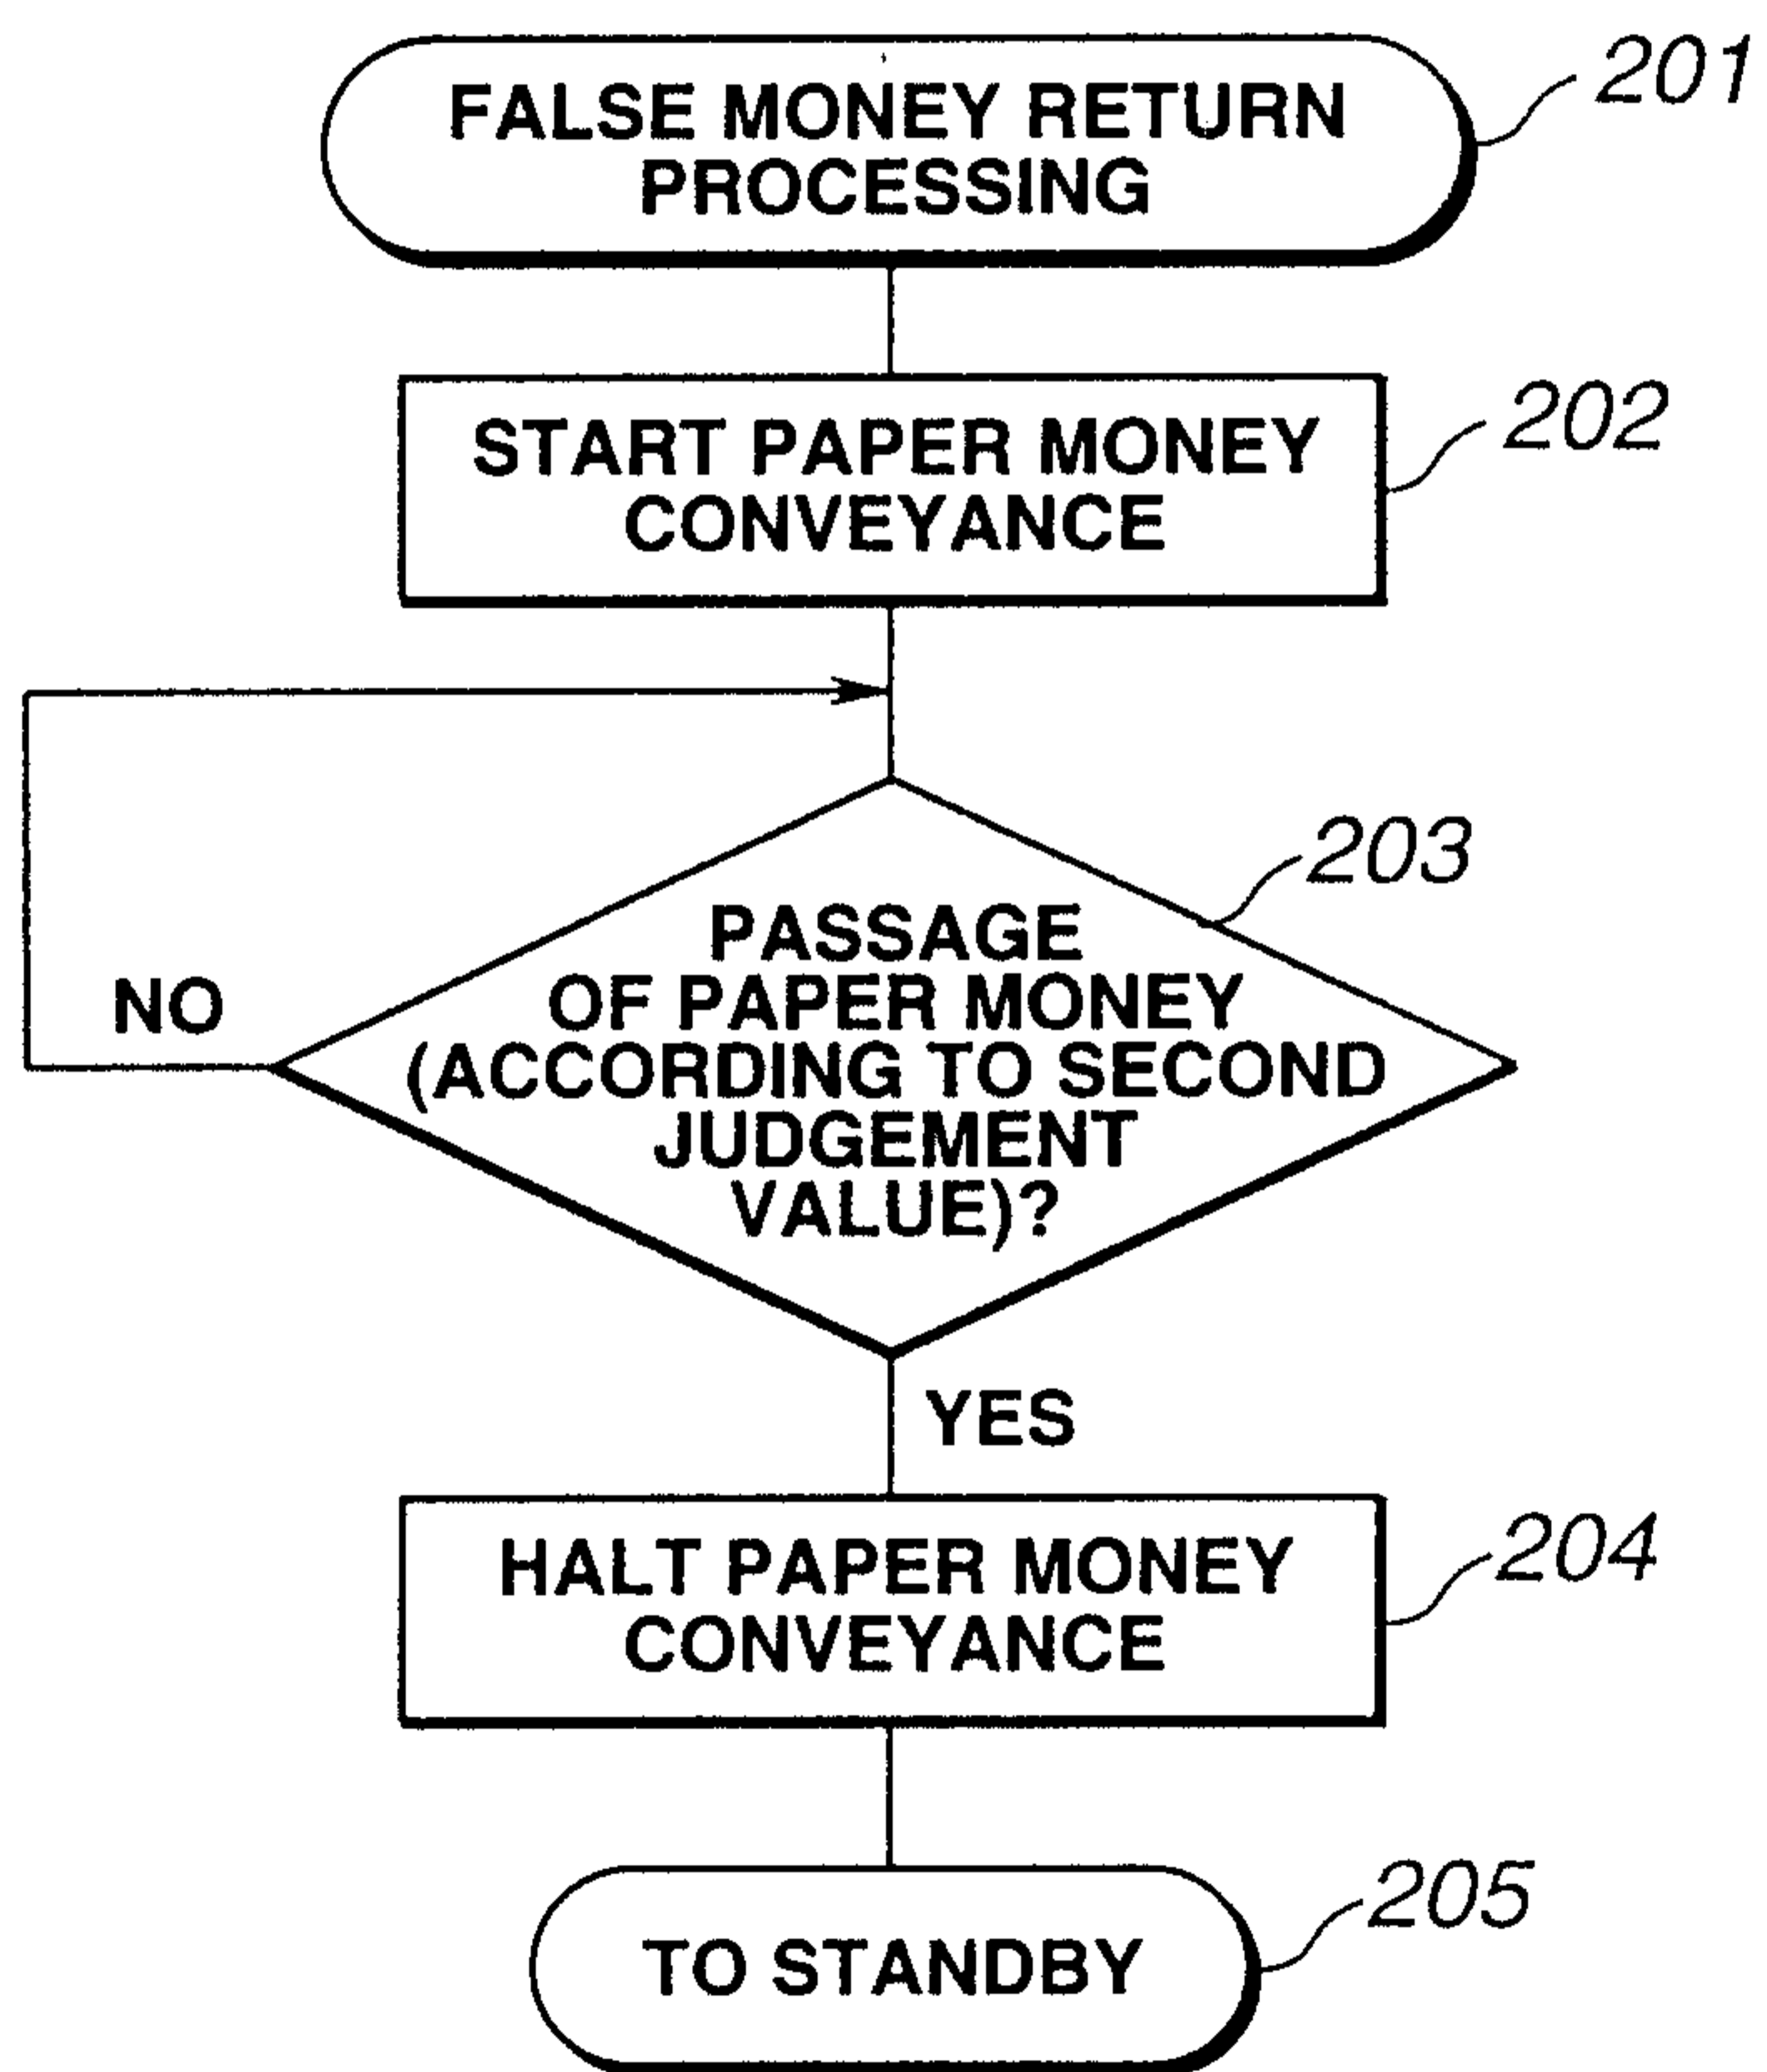 FALSE MONEY RETURN
PROCESSING
201
START PAPER MONEY
CONVEYANCE
202
203
PASSAGE
OF PAPER MONEY
(ACCORDING TO SECOND
JUDGEMENT
VALUE)?
NO
YES
HALT PAPER MONEY
CONVEYANCE
204
TO STANDBY
205